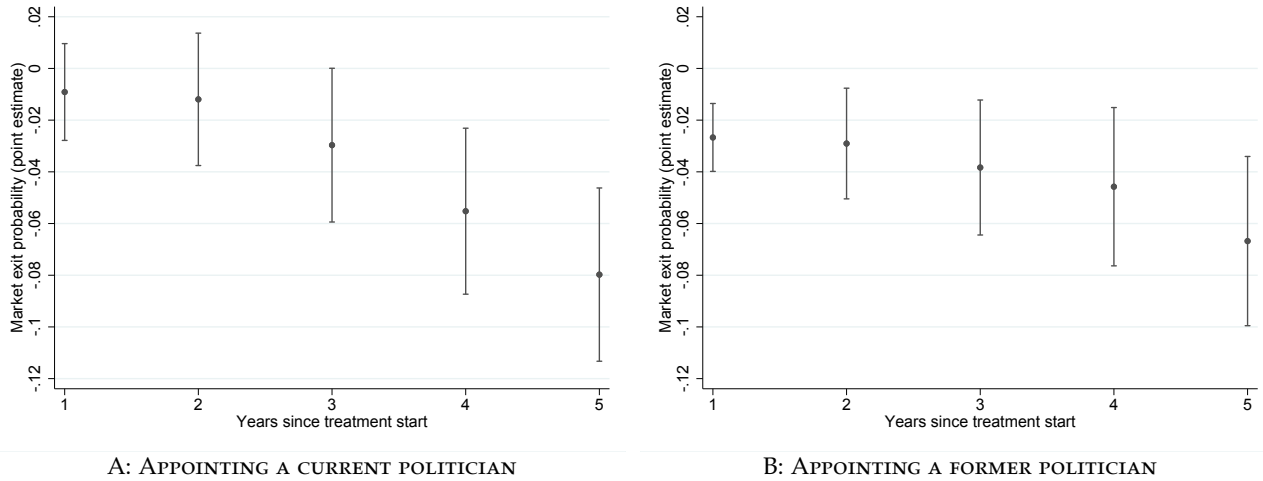 Market exit probability (point estimate)
.02
0
-.02
-.04
-.06
-.08
-.1
-.12
1 2 3 4 5
Years since treatment start
A: Appointing a current politician
Market exit probability (point estimate)
.02
0
-.02
-.04
-.06
-.08
-.1
-.12
1 2 3 4 5
Years since treatment start
B: Appointing a former politician